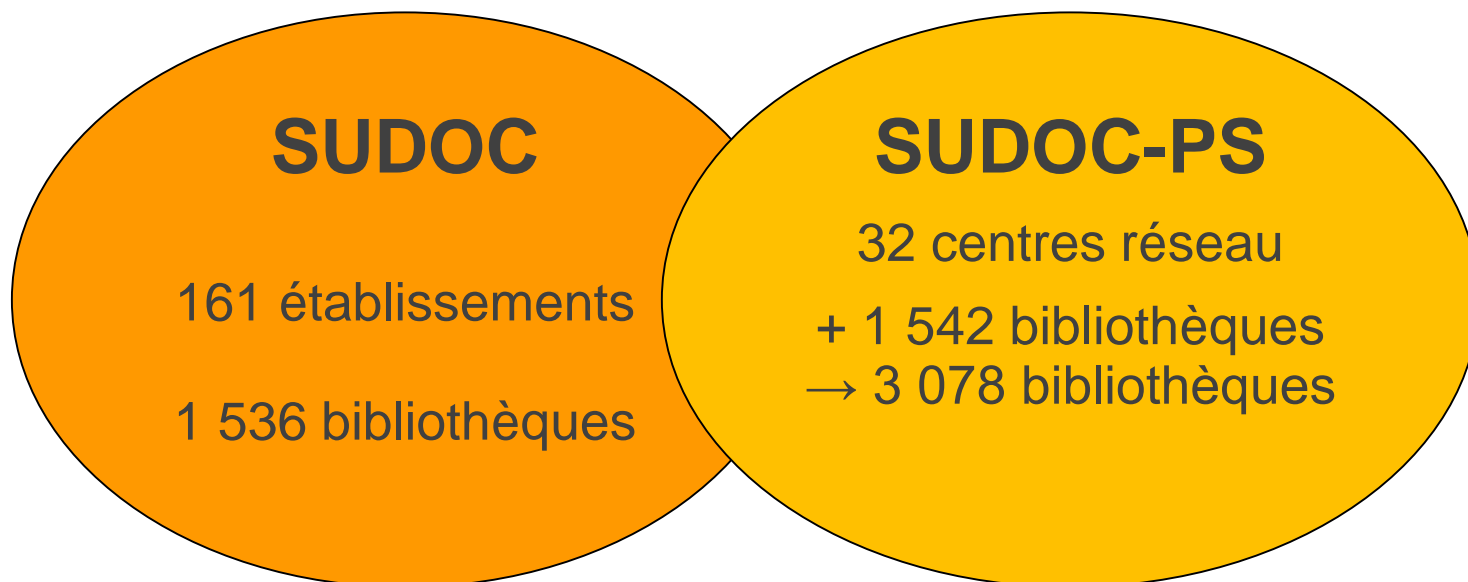 SUDOC
161 établissements
1 536 bibliothèques
SUDOC-PS
32 centres réseau
+ 1 542 bibliothèques
→ 3 078 bibliothèques